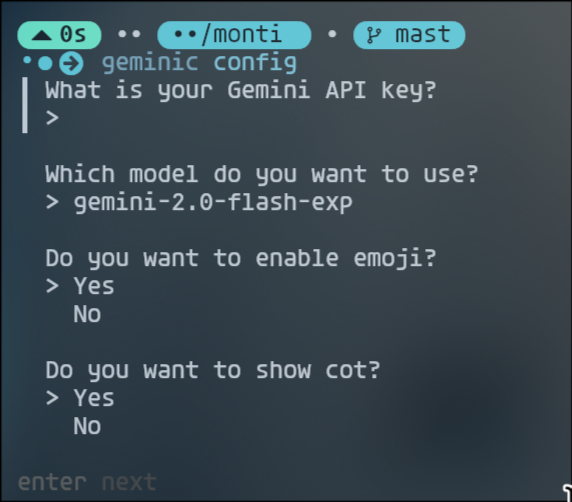 ▲ 0s •• ••/monti • mast
geminic config
What is your Gemini API key?
>
Which model do you want to use?
> gemini-2.0-flash-exp
Do you want to enable emoji?
> Yes
No
Do you want to show cot?
> Yes
No
enter next